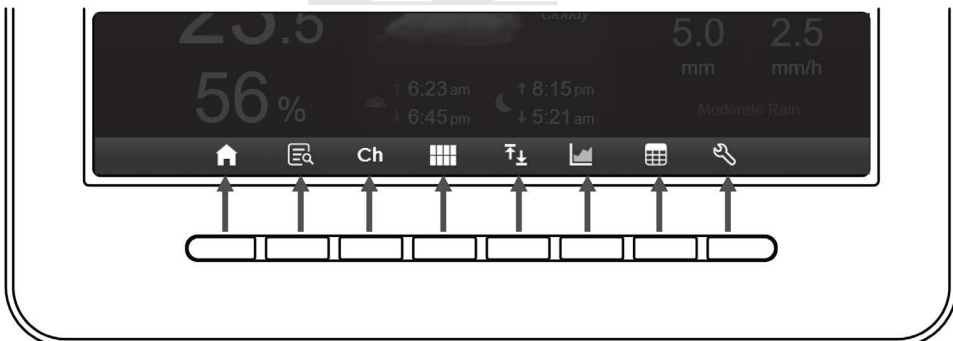 23.5
Cloudy
5.0 2.5
mm mm/h
56 %
↑ 6:23 am ↑ 8:15 pm
↓ 6:45 pm ↓ 5:21 am
Moderate Rain
Ch